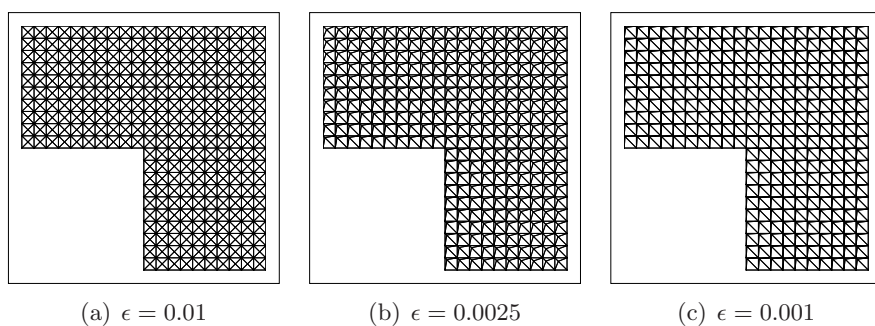 (a) ϵ = 0.01
(b) ϵ = 0.0025
(c) ϵ = 0.001